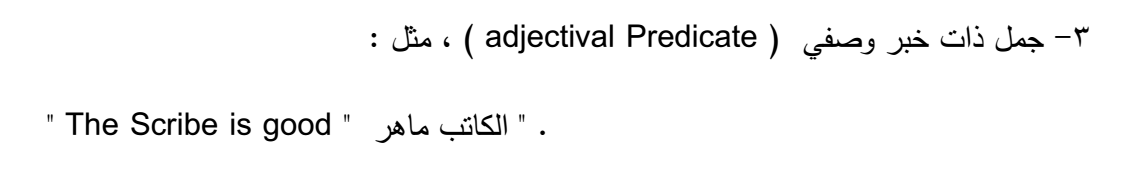 ٣- جمل ذات خبر وصفي ( adjectival Predicate ) ، مثل :
" The Scribe is good " الكاتب ماهر " .